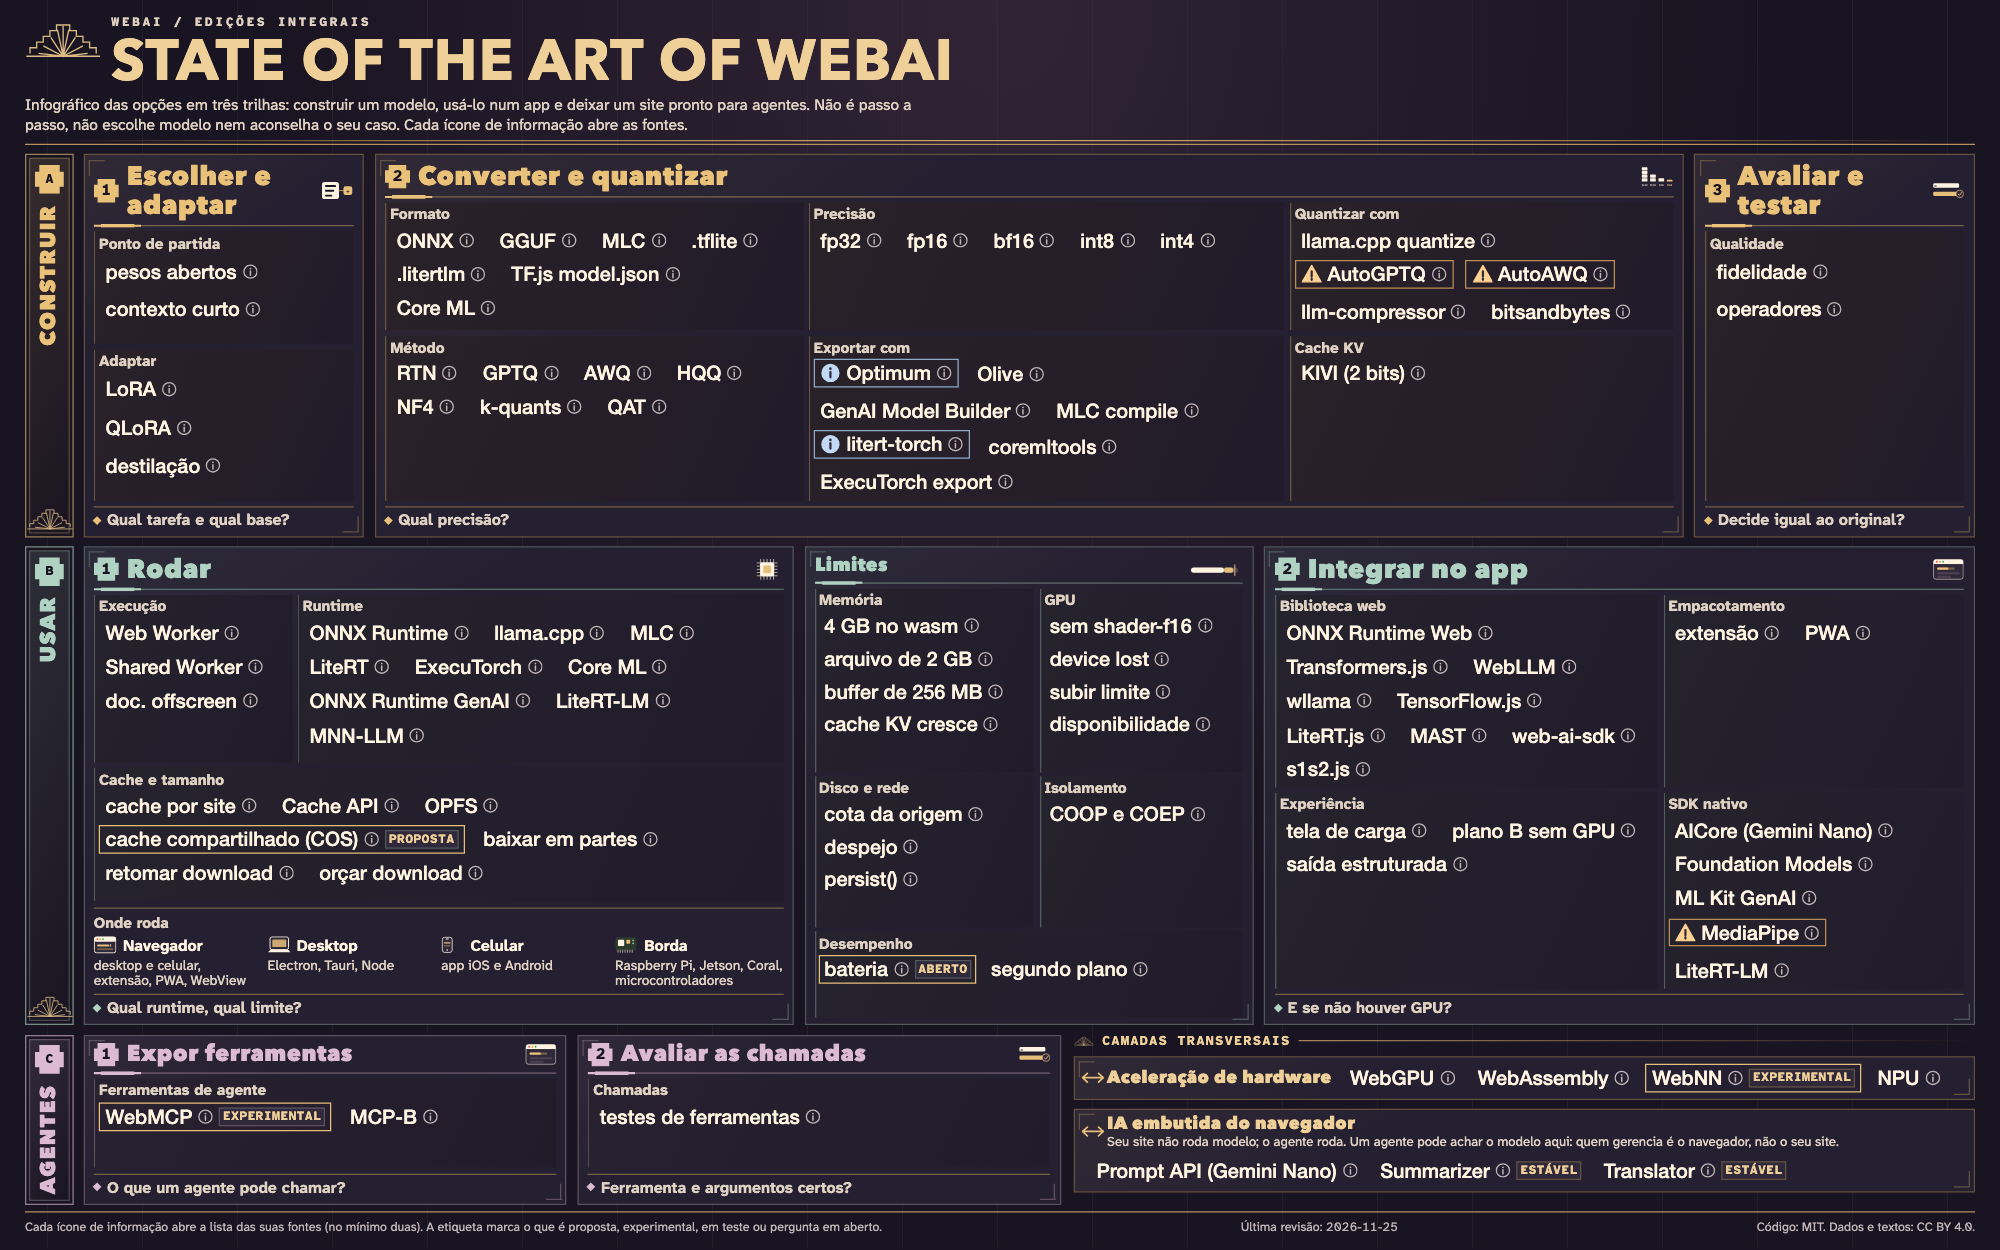 WEBAI / EDIÇÕES INTEGRAIS
STATE OF THE ART OF WEBAI
Infográfico das opções em três trilhas: construir um modelo, usá-lo num app e deixar um site pronto para agentes. Não é passo a
passo, não escolhe modelo nem aconselha o seu caso. Cada ícone de informação abre as fontes.
A
CONSTRUIR
1 Escolher e
adaptar
Ponto de partida
pesos abertos
contexto curto
Adaptar
LoRA
QLoRA
destilação
Qual tarefa e qual base?
2 Converter e quantizar
Formato
ONNX GGUF MLC .tflite
.litertlm TF.js model.json
Core ML
Precisão
fp32 fp16 bf16 int8 int4
Quantizar com
llama.cpp quantize
AutoGPTQ AutoAWQ
llm-compressor bitsandbytes
Método
RTN GPTQ AWQ HQQ
NF4 k-quants QAT
Exportar com
Optimum Olive
GenAI Model Builder MLC compile
litert-torch coremltools
ExecuTorch export
Cache KV
KIVI (2 bits)
Qual precisão?
3 Avaliar e
testar
Qualidade
fidelidade
operadores
Decide igual ao original?
B
USAR
1 Rodar
Execução
Web Worker
Shared Worker
doc. offscreen
Runtime
ONNX Runtime llama.cpp MLC
LiteRT ExecuTorch Core ML
ONNX Runtime GenAI LiteRT-LM
MNN-LLM
Cache e tamanho
cache por site Cache API OPFS
cache compartilhado (COS) PROPOSTA baixar em partes
retomar download orçar download
Onde roda
Navegador
desktop e celular,
extensão, PWA, WebView
Desktop
Electron, Tauri, Node
Celular
app iOS e Android
Borda
Raspberry Pi, Jetson, Coral,
microcontroladores
Qual runtime, qual limite?
Limites
Memória
4 GB no wasm
arquivo de 2 GB
buffer de 256 MB
cache KV cresce
GPU
sem shader-f16
device lost
subir limite
disponibilidade
Disco e rede
cota da origem
despejo
persist()
Isolamento
COOP e COEP
Desempenho
bateria ABERTO segundo plano
2 Integrar no app
Biblioteca web
ONNX Runtime Web
Transformers.js WebLLM
wllama TensorFlow.js
LiteRT.js MAST web-ai-sdk
s1s2.js
Empacotamento
extensão PWA
Experiência
tela de carga plano B sem GPU
saída estruturada
SDK nativo
AICore (Gemini Nano)
Foundation Models
ML Kit GenAI
MediaPipe
LiteRT-LM
E se não houver GPU?
C
AGENTES
1 Expor ferramentas
Ferramentas de agente
WebMCP EXPERIMENTAL MCP-B
O que um agente pode chamar?
2 Avaliar as chamadas
Chamadas
testes de ferramentas
Ferramenta e argumentos certos?
CAMADAS TRANSVERSAIS
Aceleração de hardware WebGPU WebAssembly WebNN EXPERIMENTAL NPU
IA embutida do navegador
Seu site não roda modelo; o agente roda. Um agente pode achar o modelo aqui: quem gerencia é o navegador, não o seu site.
Prompt API (Gemini Nano) Summarizer ESTÁVEL Translator ESTÁVEL
Cada ícone de informação abre a lista das suas fontes (no mínimo duas). A etiqueta marca o que é proposta, experimental, em teste ou pergunta em aberto.
Última revisão: 2026-11-25
Código: MIT. Dados e textos: CC BY 4.0.